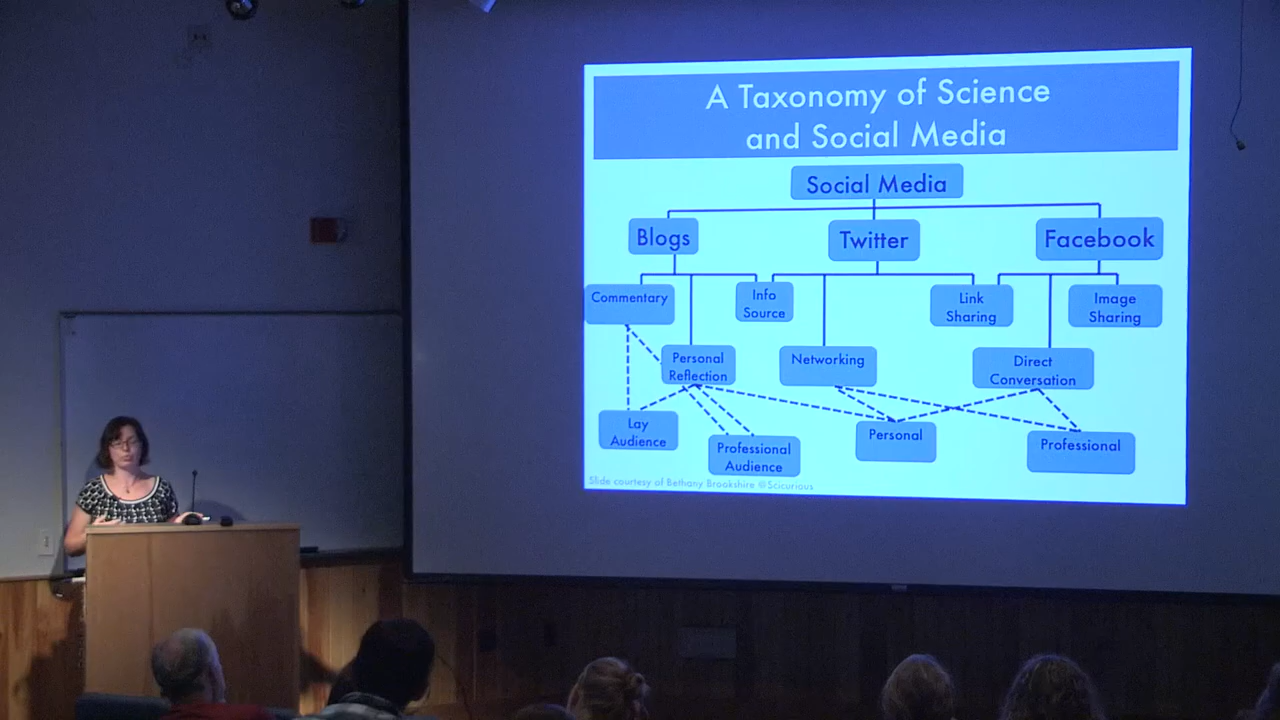 A Taxonomy of Science
and Social Media
Social Media
Blogs
Twitter
Facebook
Commentary
Info
Source
Link
Sharing
Image
Sharing
Personal
Reflection
Networking
Direct
Conversation
Lay
Audience
Professional
Audience
Personal
Professional
Slide courtesy of Bethany Brookshire @Scicurious